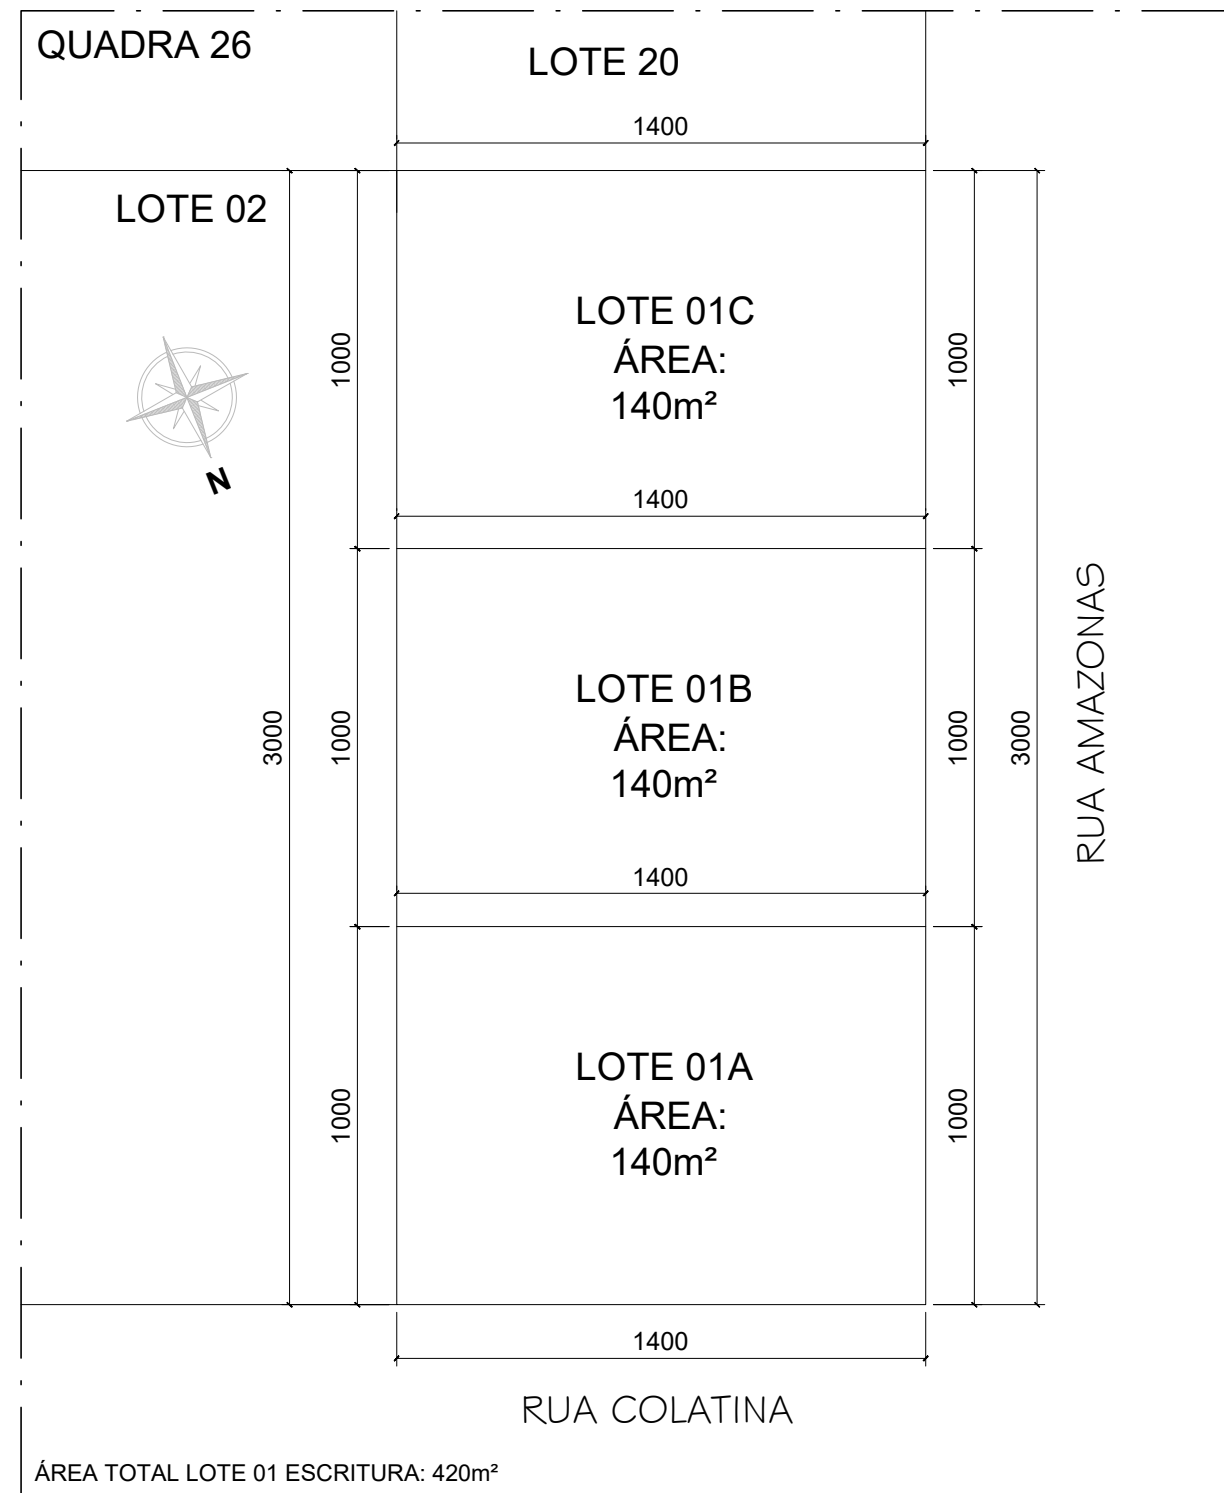 QUADRA 26
LOTE 20
1400
LOTE 02
LOTE 01C
ÁREA:
140m²
1000
1000
N
1400
RUA AMAZONAS
LOTE 01B
ÁREA:
140m²
3000
1000
1000
3000
1400
LOTE 01A
ÁREA:
140m²
1000
1000
1400
RUA COLATINA
ÁREA TOTAL LOTE 01 ESCRITURA: 420m²